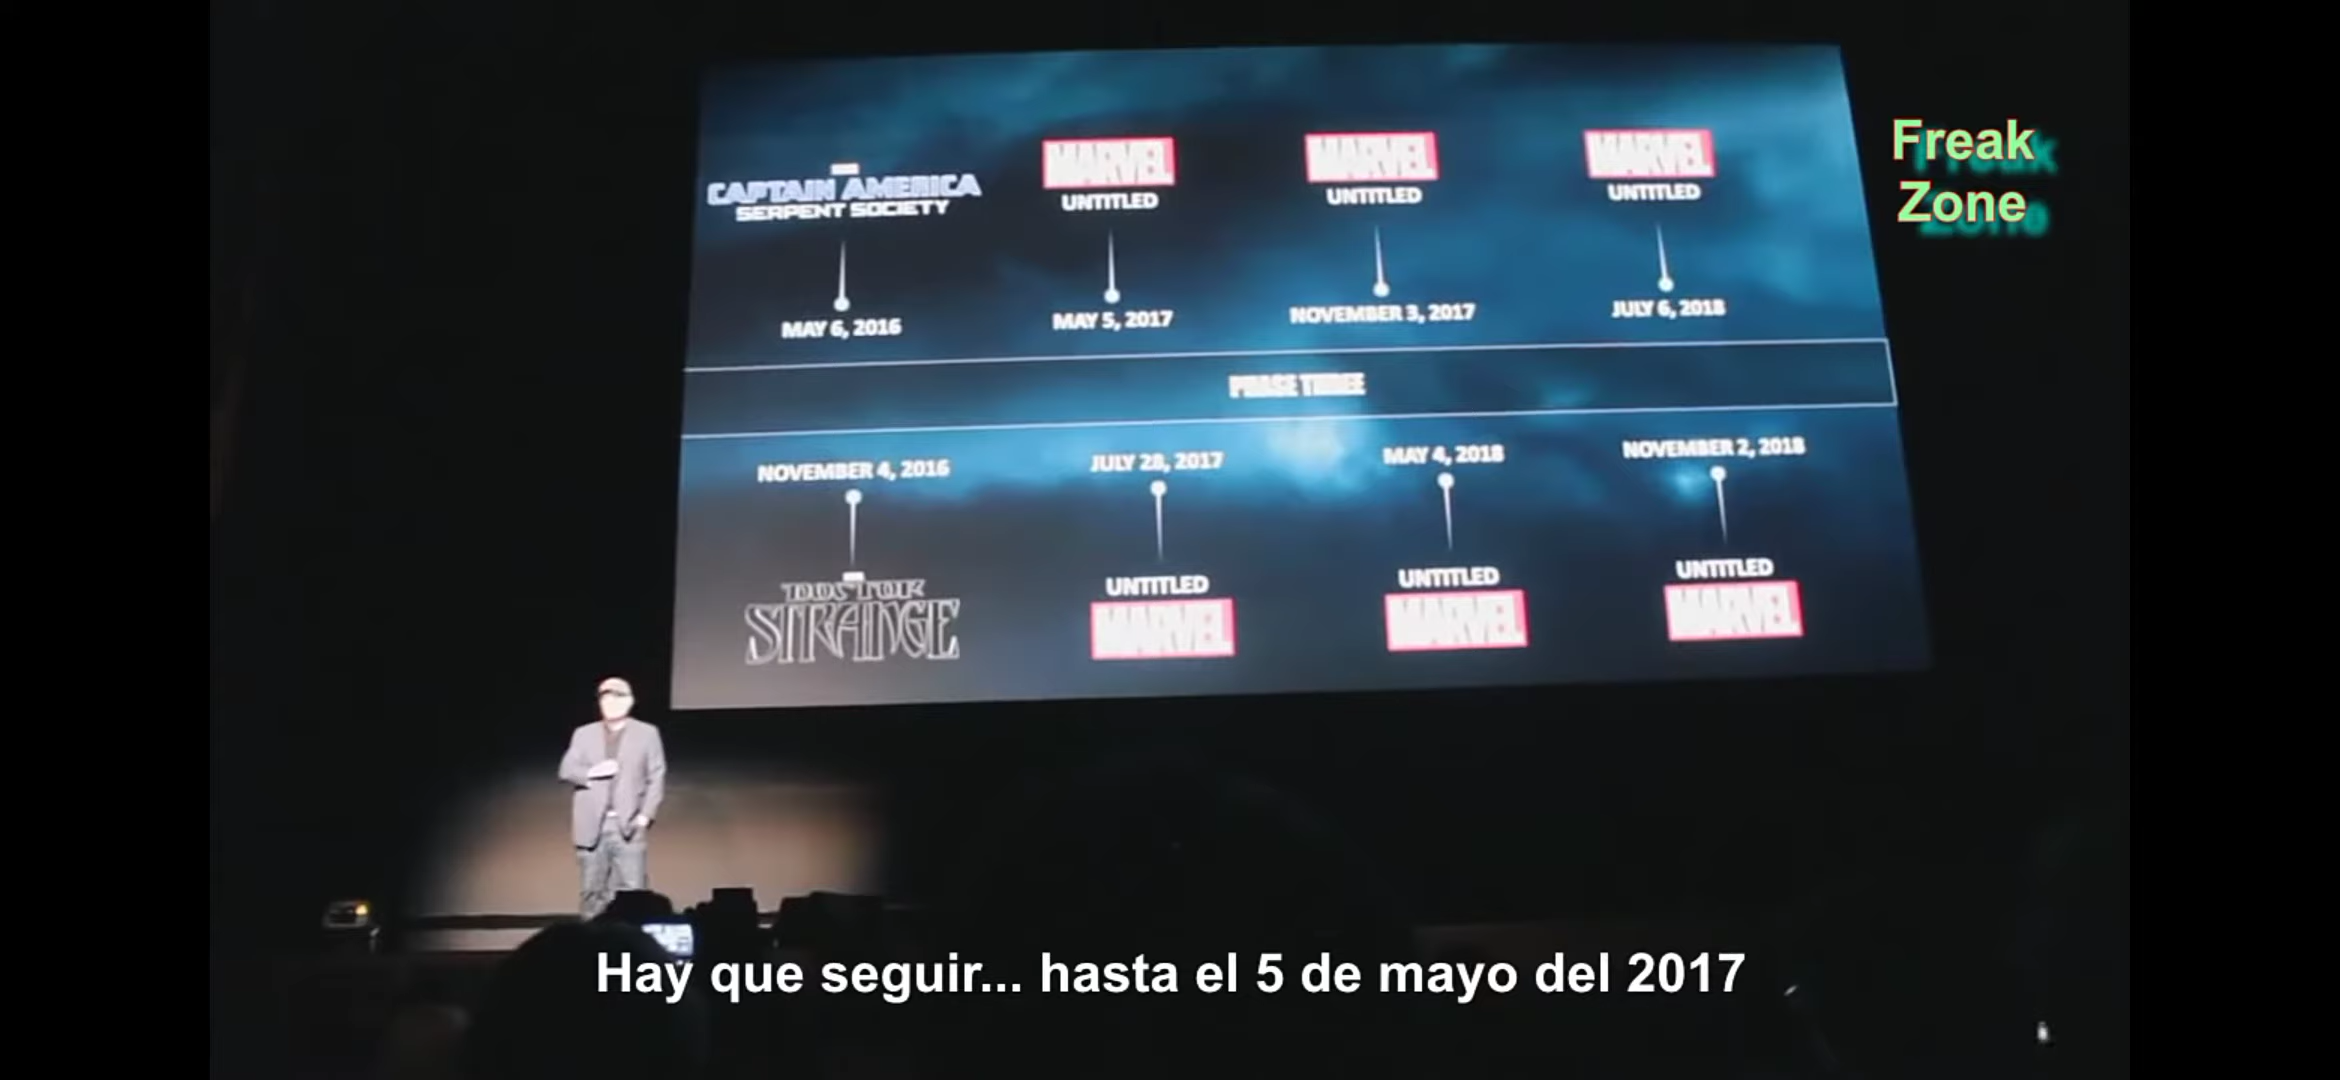 CAPTAIN AMERICA
SERPENT SOCIETY
MARVEL
UNTITLED
MARVEL
UNTITLED
MARVEL
UNTITLED
MAY 6, 2016
MAY 5, 2017
NOVEMBER 3, 2017
JULY 6, 2018
PHASE THREE
NOVEMBER 4, 2016
JULY 28, 2017
MAY 4, 2018
NOVEMBER 2, 2018
DOCTOR
STRANGE
UNTITLED
MARVEL
UNTITLED
MARVEL
UNTITLED
MARVEL
Freak
Zone
Hay que seguir... hasta el 5 de mayo del 2017